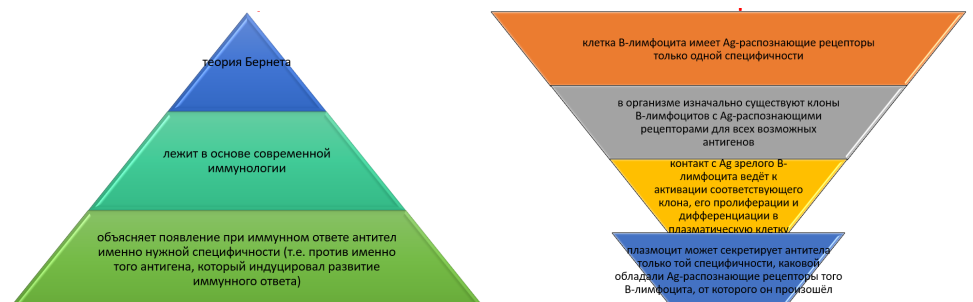 теория Бернета
лежит в основе современной
иммунологии
объясняет появление при иммунном ответе антител
именно нужной специфичности (т.е. против именно
того антигена, который индуцировал развитие
иммунного ответа)
клетка В-лимфоцита имеет Ag-распознающие рецепторы
только одной специфичности
в организме изначально существуют клоны
В-лимфоцитов с Ag-распознающими
рецепторами для всех возможных
антигенов
контакт с Ag зрелого В-
лимфоцита ведёт к
активации соответствующего
клона, его пролиферации и
дифференциации в
плазматическую клетку
плазмоцит может секретирует антитела
только той специфичности, каковой
обладали Ag-распознающие рецепторы того
В-лимфоцита, от которого он произошёл